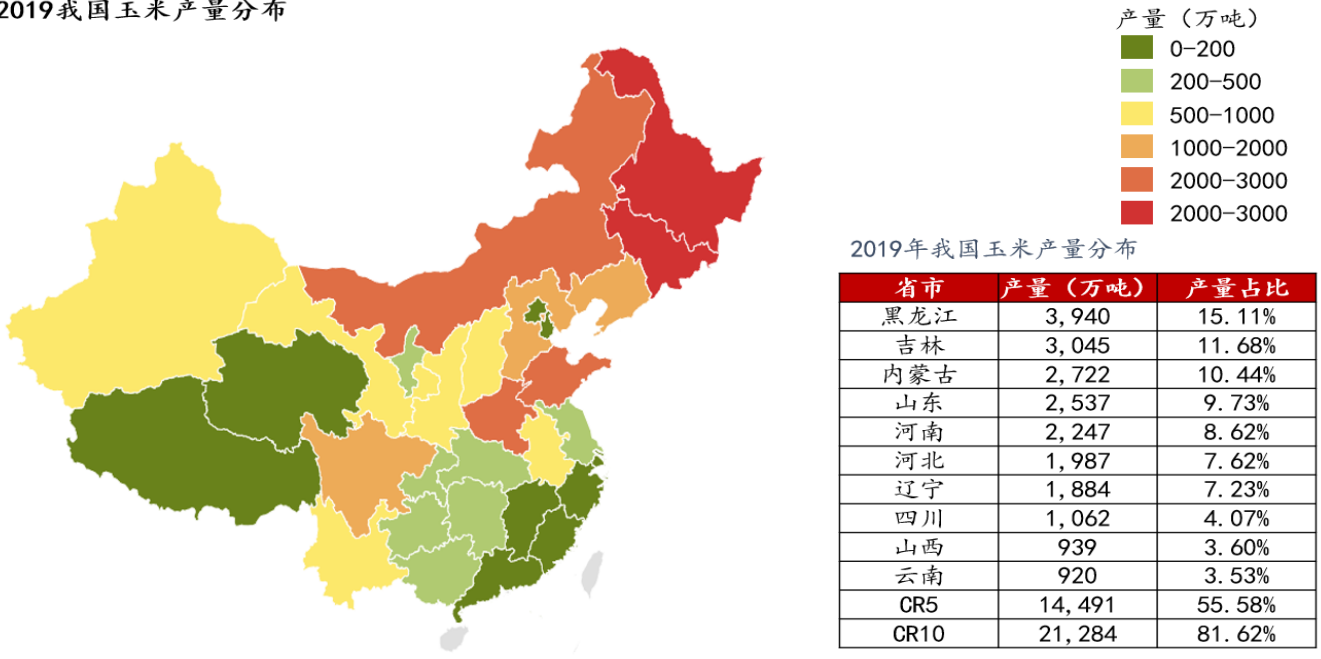 2019我国玉米产量分布
产量（万吨）
0-200
200-500
500-1000
1000-2000
2000-3000
2000-3000
2019年我国玉米产量分布
省市 产量（万吨） 产量占比
黑龙江 3,940 15.11%
吉林 3,045 11.68%
内蒙古 2,722 10.44%
山东 2,537 9.73%
河南 2,247 8.62%
河北 1,987 7.62%
辽宁 1,884 7.23%
四川 1,062 4.07%
山西 939 3.60%
云南 920 3.53%
CR5 14,491 55.58%
CR10 21,284 81.62%